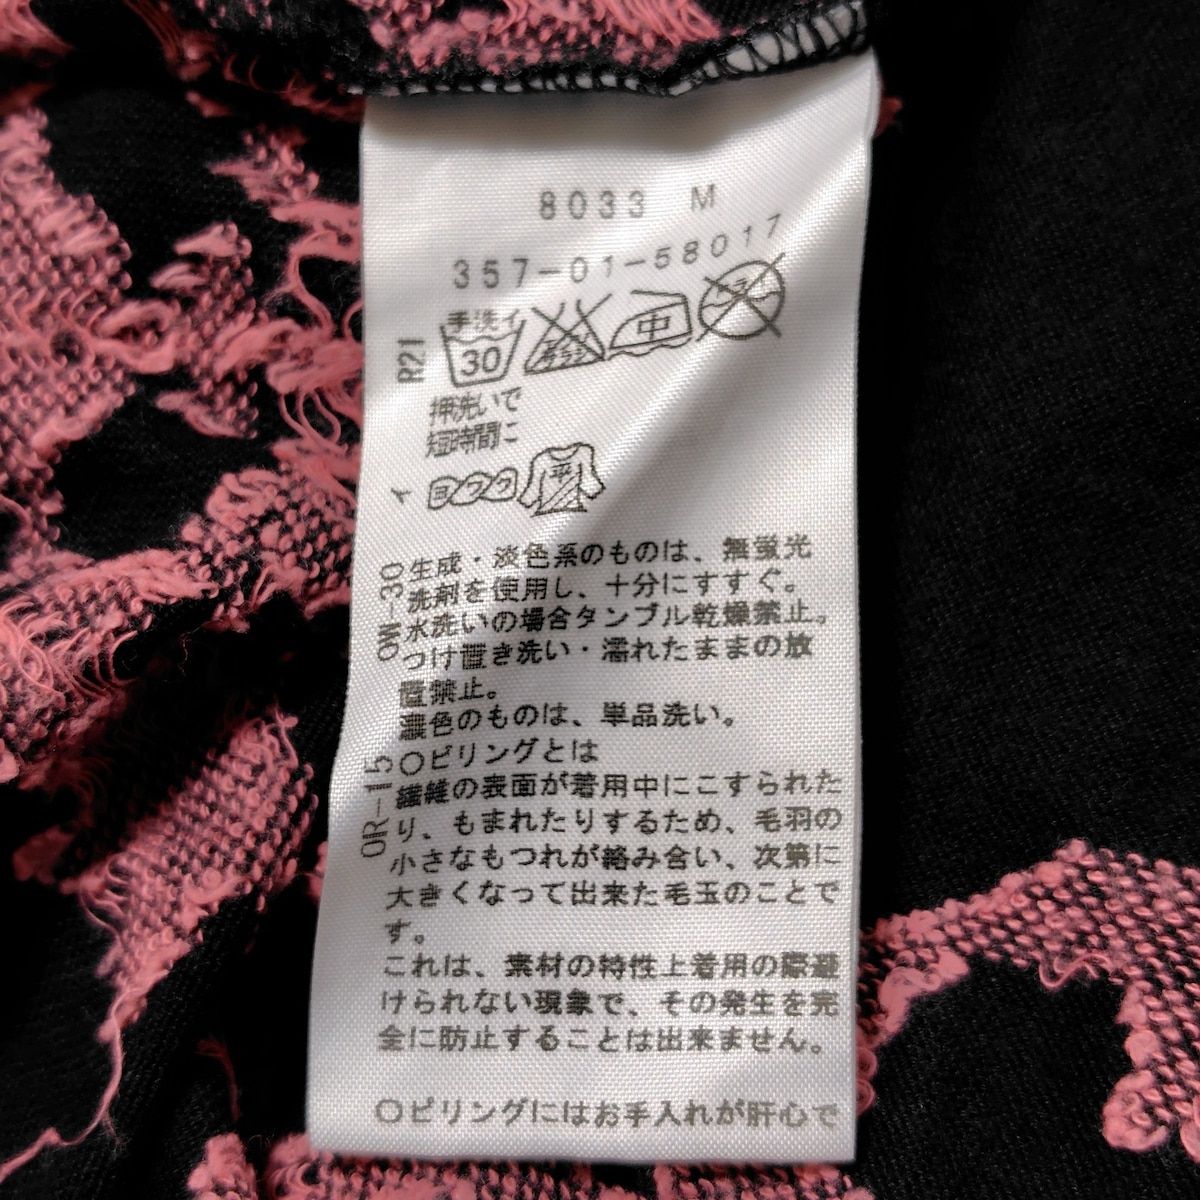 8033 M
357-01-58017
手洗イ
30
中
R21
押洗いで
短時間に
平
イ
ON-30
生成・淡色系のものは、無蛍光
洗剤を使用し、十分にすすぐ。
水洗いの場合タンブル乾燥禁止。
つけ置き洗い・濡れたままの放
置禁止。
濃色のものは、単品洗い。
OR-15
〇ピリングとは
繊維の表面が着用中にこすられた
り、もまれたりするため、毛羽の
小さなもつれが絡み合い、次第に
大きくなって出来た毛玉のことで
す。
これは、素材の特性上着用の際避
けられない現象で、その発生を完
全に防止することは出来ません。
〇ピリングにはお手入れが肝心で